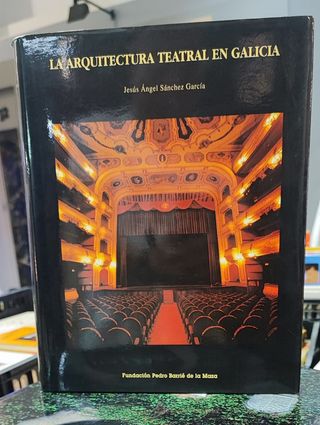 LA ARQUITECTURA TEATRAL EN GALICIA
Jesús Ángel Sánchez García
Fundación Pedro Barrié de la Maza